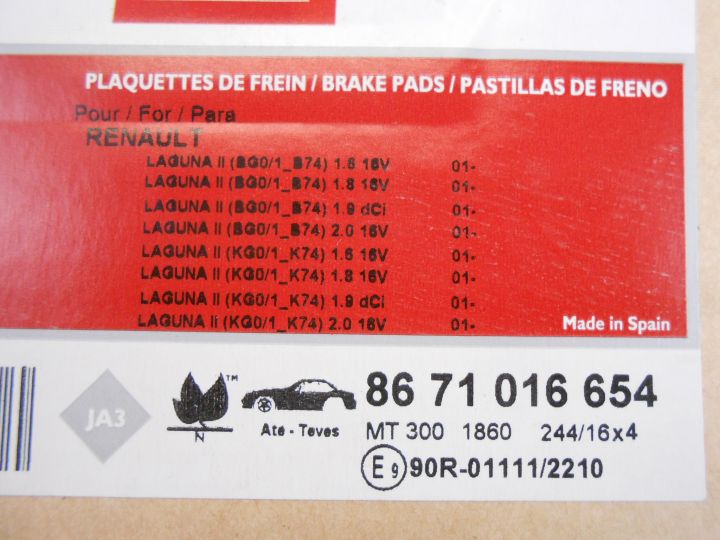 PLAQUETTES DE FREIN / BRAKE PADS / PASTILLAS DE FRENO
Pour / For / Para
RENAULT
LAGUNA II (BG0/1_B74) 1.6 16V 01-
LAGUNA II (BG0/1_B74) 1.8 16V 01-
LAGUNA II (BG0/1_B74) 1.9 dCi 01-
LAGUNA II (BG0/1_B74) 2.0 16V 01-
LAGUNA II (KG0/1_K74) 1.6 16V 01-
LAGUNA II (KG0/1_K74) 1.8 16V 01-
LAGUNA II (KG0/1_K74) 1.9 dCi 01-
LAGUNA II (KG0/1_K74) 2.0 16V 01-
Made in Spain
JA3
TM
N
Ate - Teves
86 71 016 654
MT 300 1860 244/16x4
E9 90R-01111/2210